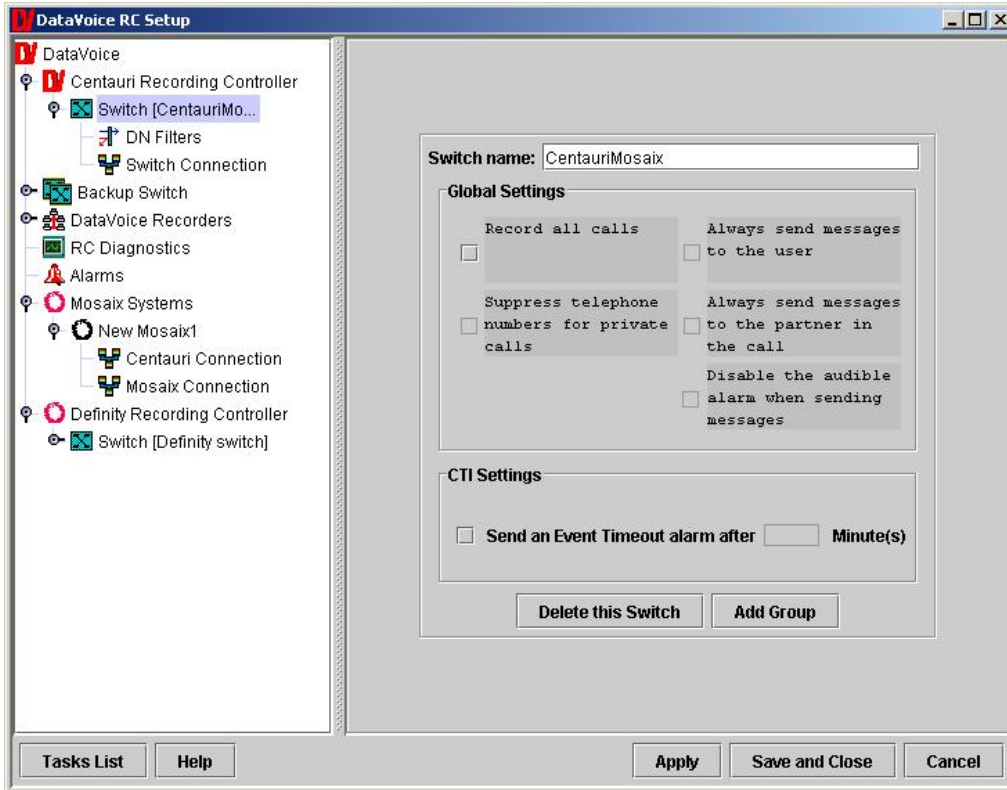 DataVoice RC Setup
DataVoice
Centauri Recording Controller
Switch [CentauriMo...
DN Filters
Switch Connection
Backup Switch
DataVoice Recorders
RC Diagnostics
Alarms
Mosaix Systems
New Mosaix1
Centauri Connection
Mosaix Connection
Definity Recording Controller
Switch [Definity switch]
Switch name: CentauriMosaix
Global Settings
Record all calls
Always send messages
to the user
Suppress telephone
numbers for private
calls
Always send messages
to the partner in
the call
Disable the audible
alarm when sending
messages
CTI Settings
Send an Event Timeout alarm after Minute(s)
Delete this Switch Add Group
Tasks List Help Apply Save and Close Cancel